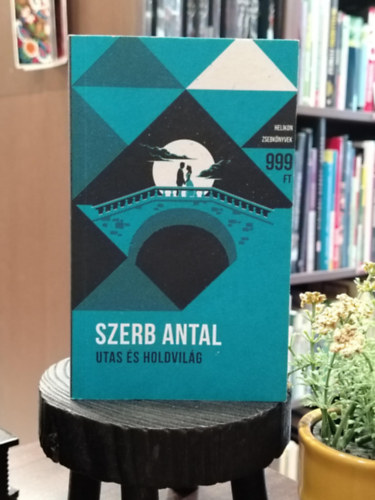 HELIKON
ZSEBKÖNYVEK
999
FT
SZERB ANTAL
UTAS ÉS HOLDVILÁG